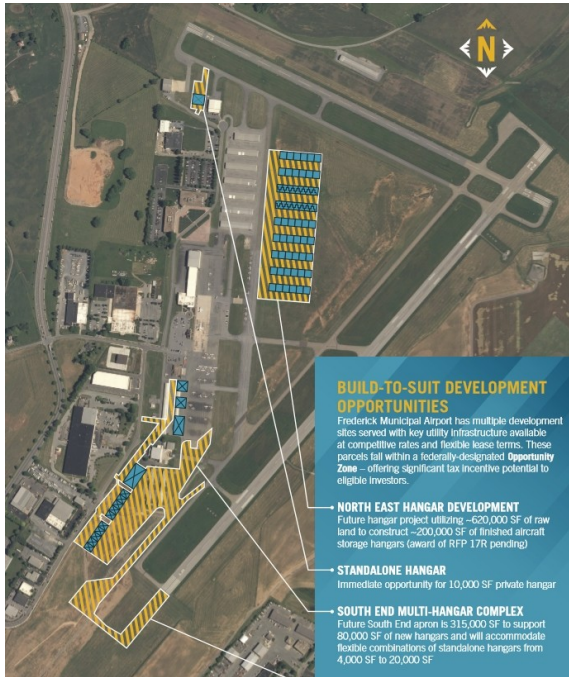 N
BUILD-TO-SUIT DEVELOPMENT
OPPORTUNITIES
Frederick Municipal Airport has multiple development
sites served with key utility infrastructure available
at competitive rates and flexible lease terms. These
parcels fall within a federally-designated Opportunity
Zone – offering significant tax incentive potential to
eligible investors.
NORTH EAST HANGAR DEVELOPMENT
Future hangar project utilizing ~620,000 SF of raw
land to construct ~200,000 SF of finished aircraft
storage hangars (award of RFP 17R pending)
STANDALONE HANGAR
Immediate opportunity for 10,000 SF private hangar
SOUTH END MULTI-HANGAR COMPLEX
Future South End apron is 315,000 SF to support
80,000 SF of new hangars and will accommodate
flexible combinations of standalone hangars from
4,000 SF to 20,000 SF